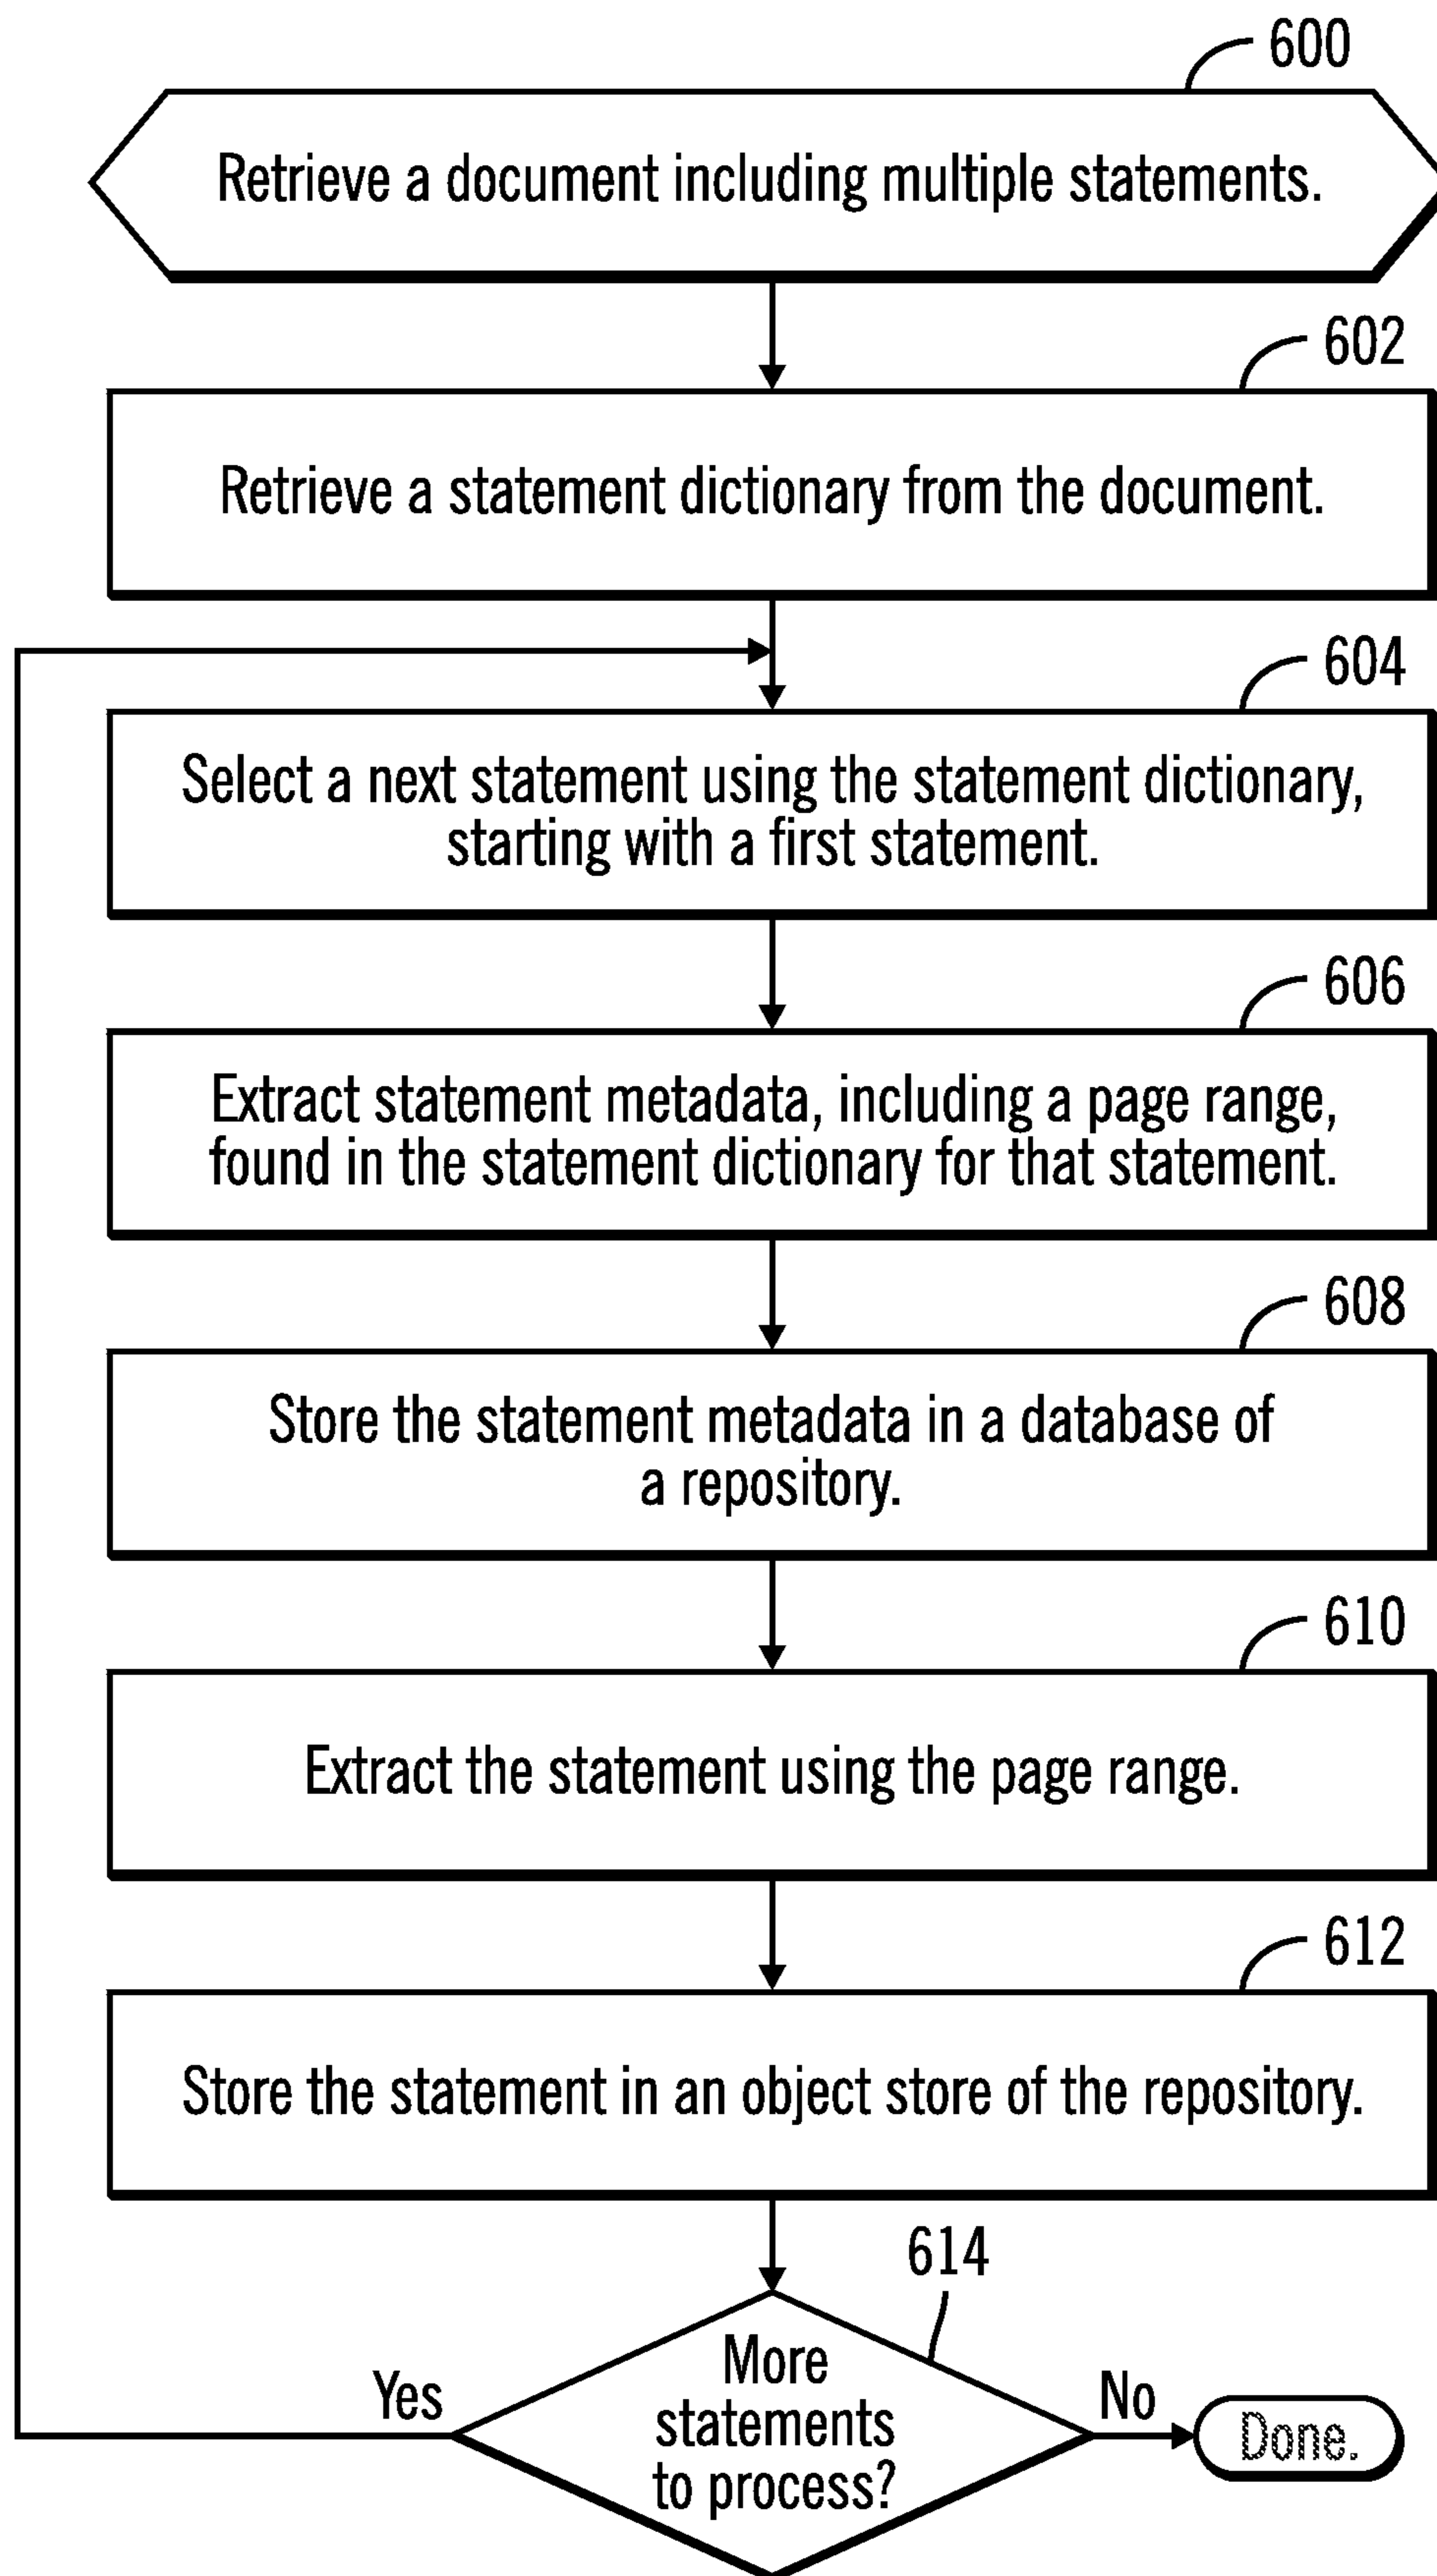 600
Retrieve a document including multiple statements.
602
Retrieve a statement dictionary from the document.
604
Select a next statement using the statement dictionary,
starting with a first statement.
606
Extract statement metadata, including a page range,
found in the statement dictionary for that statement.
608
Store the statement metadata in a database of
a repository.
610
Extract the statement using the page range.
612
Store the statement in an object store of the repository.
614
More
statements
to process?
Yes
No
Done.